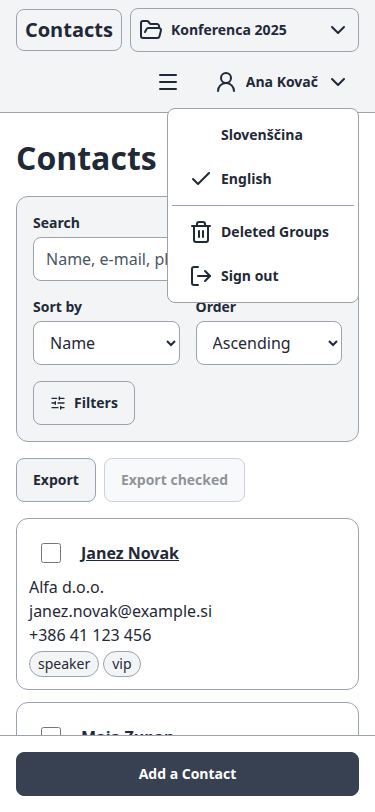 Contacts
Konferenca 2025
Ana Kovač
Slovenščina
English
Deleted Groups
Sign out
Contacts
Search
Name, e-mail, pl
Sort by
Order
Name
Ascending
Filters
Export
Export checked
Janez Novak
Alfa d.o.o.
janez.novak@example.si
+386 41 123 456
speaker
vip
Add a Contact